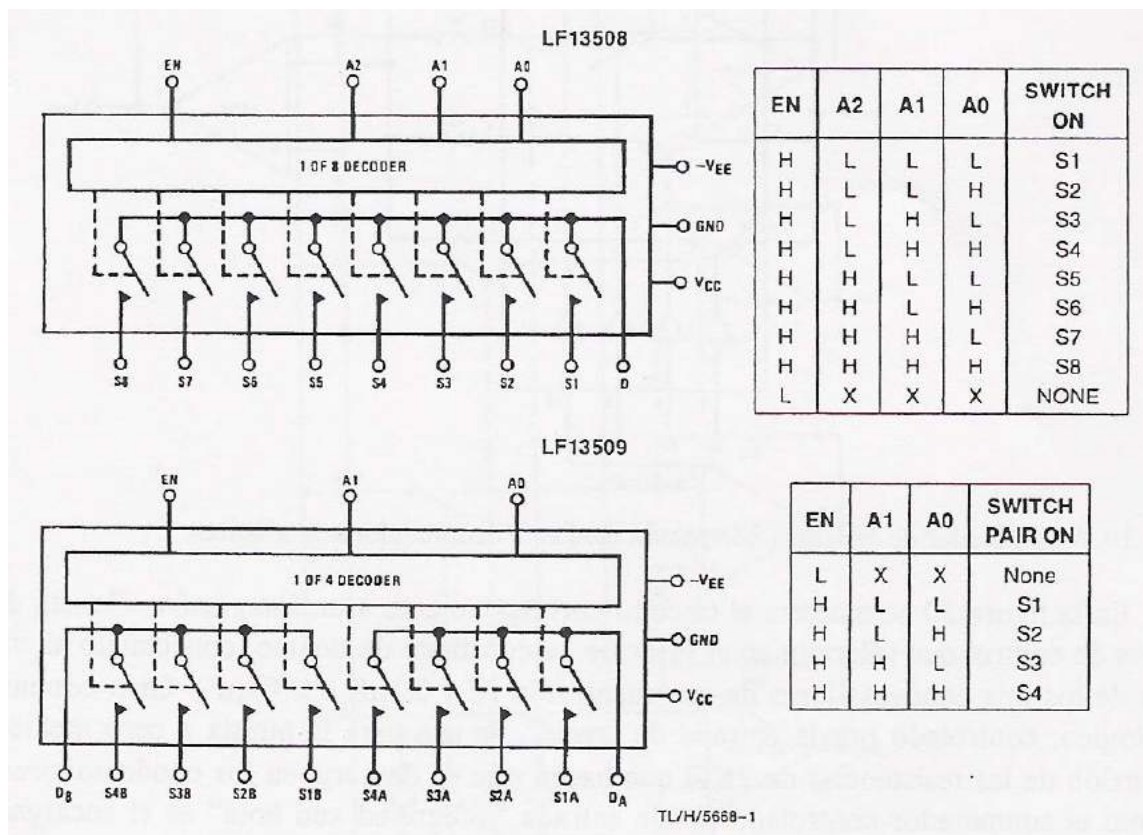 LF13508
EN A2 A1 A0
1 OF 8 DECODER
-VEE
GND
VCC
S8 S7 S6 S5 S4 S3 S2 S1 D
EN A2 A1 A0 SWITCH ON
H L L L S1
H L L H S2
H L H L S3
H L H H S4
H H L L S5
H H L H S6
H H H L S7
H H H H S8
L X X X NONE
LF13509
EN A1 A0
1 OF 4 DECODER
-VEE
GND
VCC
DB S4B S3B S2B S1B S4A S3A S2A S1A DA
EN A1 A0 SWITCH PAIR ON
L X X None
H L L S1
H L H S2
H H L S3
H H H S4
TL/H/5668-1